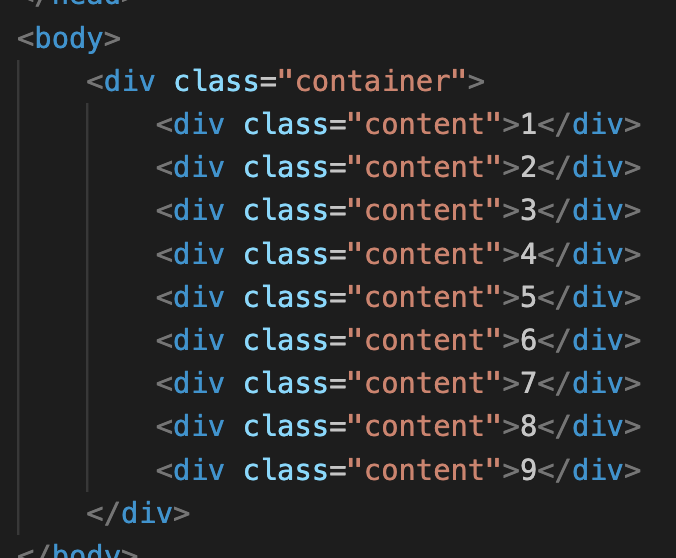 </head>
<body>
<div class="container">
<div class="content">1</div>
<div class="content">2</div>
<div class="content">3</div>
<div class="content">4</div>
<div class="content">5</div>
<div class="content">6</div>
<div class="content">7</div>
<div class="content">8</div>
<div class="content">9</div>
</div>
</body>